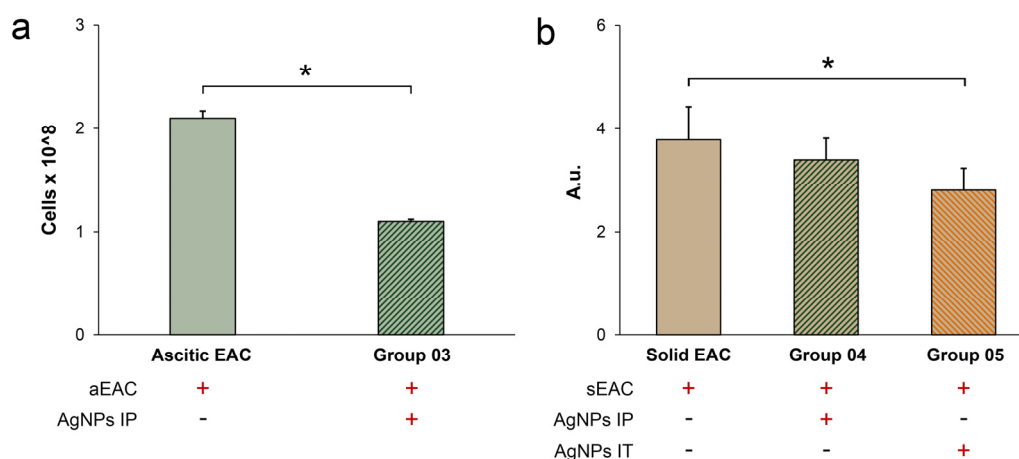 a
Cells x 10^8
3
2
1
0
*
Ascitic EAC Group 03
aEAC + +
AgNPs IP - +
b
A.u.
6
4
2
0
*
Solid EAC Group 04 Group 05
sEAC + + +
AgNPs IP - + -
AgNPs IT - - +